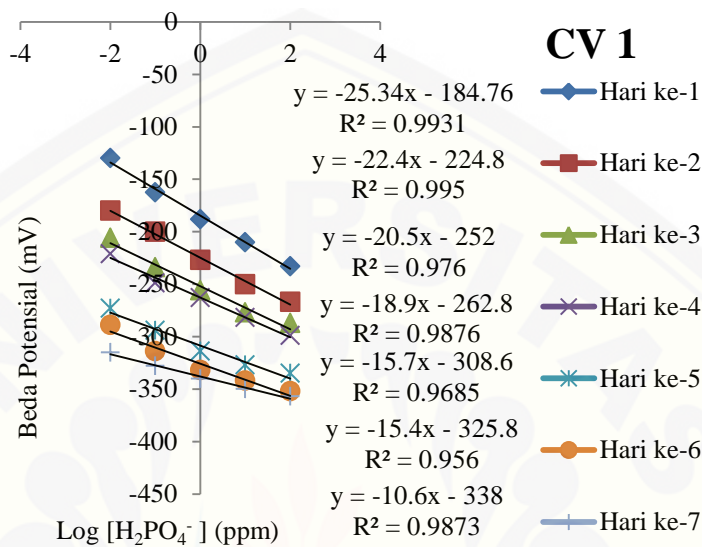 CV 1
-4
-2
0
2
4
0
-50
-100
-150
-200
-250
-300
-350
-400
-450
Beda Potensial (mV)
Log [H₂PO₄⁻ ] (ppm)
y = -25.34x - 184.76
R² = 0.9931
y = -22.4x - 224.8
R² = 0.995
y = -20.5x - 252
R² = 0.976
y = -18.9x - 262.8
R² = 0.9876
y = -15.7x - 308.6
R² = 0.9685
y = -15.4x - 325.8
R² = 0.956
y = -10.6x - 338
R² = 0.9873
Hari ke-1
Hari ke-2
Hari ke-3
Hari ke-4
Hari ke-5
Hari ke-6
Hari ke-7